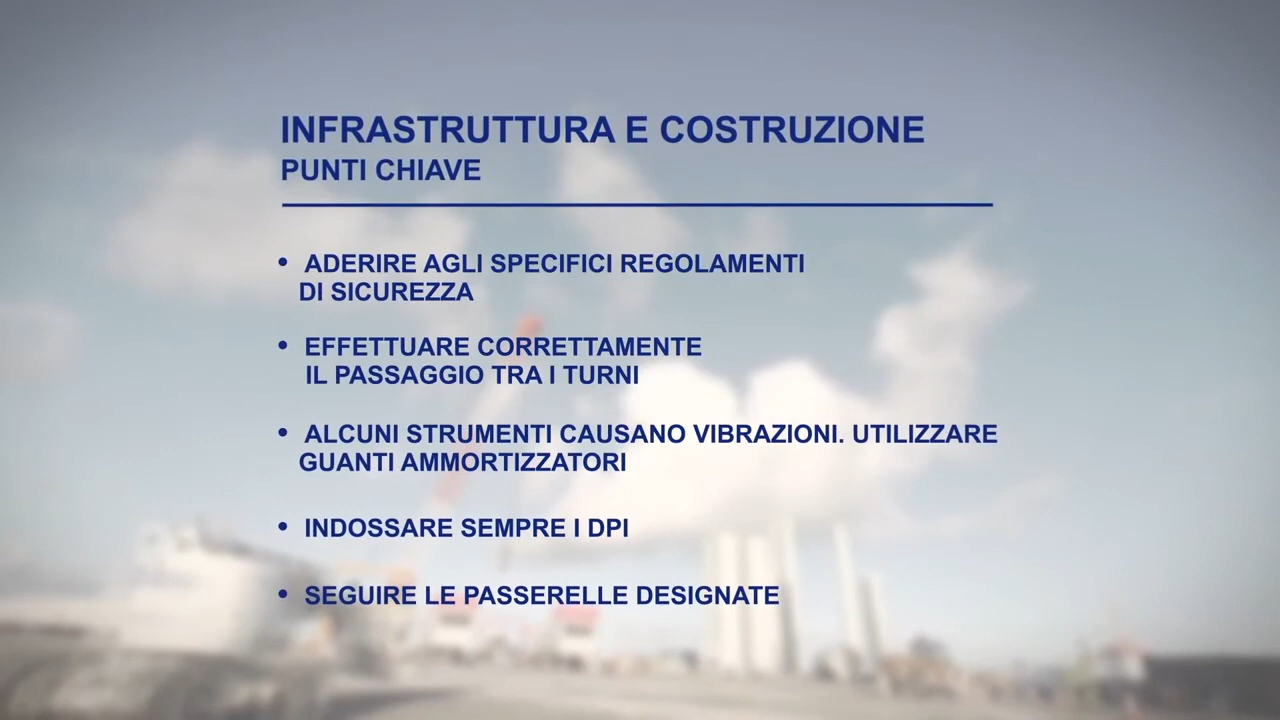 INFRASTRUTTURA E COSTRUZIONE
PUNTI CHIAVE
• ADERIRE AGLI SPECIFICI REGOLAMENTI
DI SICUREZZA
• EFFETTUARE CORRETTAMENTE
IL PASSAGGIO TRA I TURNI
• ALCUNI STRUMENTI CAUSANO VIBRAZIONI. UTILIZZARE
GUANTI AMMORTIZZATORI
• INDOSSARE SEMPRE I DPI
• SEGUIRE LE PASSERELLE DESIGNATE